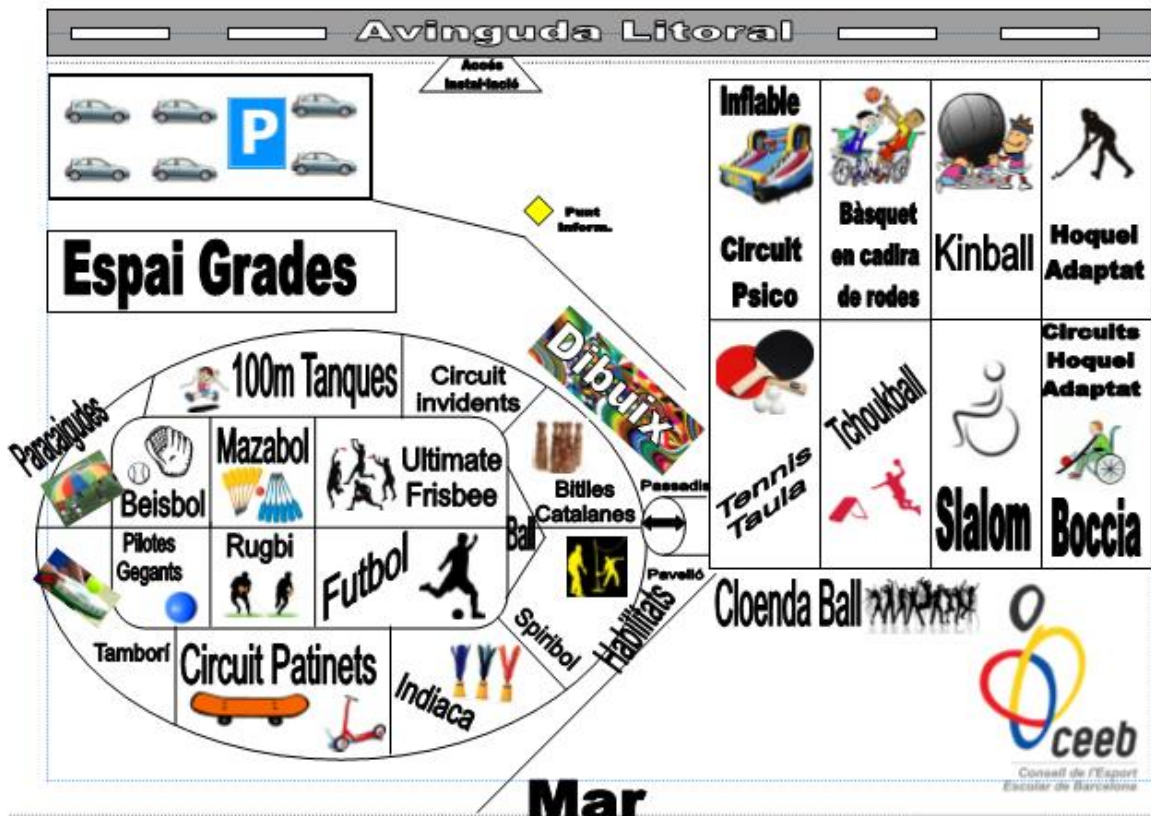 Avinguda Litoral
Accés
instal·lació
P
Punt
Inform.
Espai Grades
Inflable
Circuit
Psico
Bàsquet
en cadira
de rodes
Kinball
Hoquei
Adaptat
Tennis
Taula
Tchoukball
Slalom
Circuits
Hoquei
Adaptat
Boccia
Dibuix
100m Tanques
Circuit
invidents
Paracaigudes
Beisbol
Mazabol
Ultimate
Frisbee
Bitlles
Catalanes
Passadis
Ball
Pilotes
Gegants
Rugbi
Futbol
Pavelló
Habilitats
Spiribol
Tamborí
Circuit Patinets
Indiaca
Cloenda Ball
ceeb
Consell de l'Esport
Escolar de Barcelona
Mar